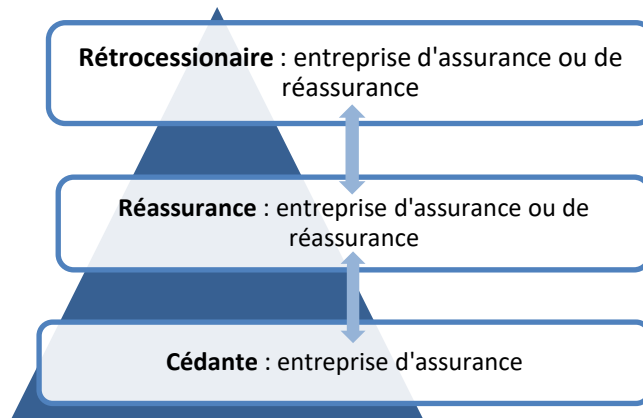 Rétrocessionaire : entreprise d'assurance ou de
réassurance
Réassurance : entreprise d'assurance ou de
réassurance
Cédante : entreprise d'assurance